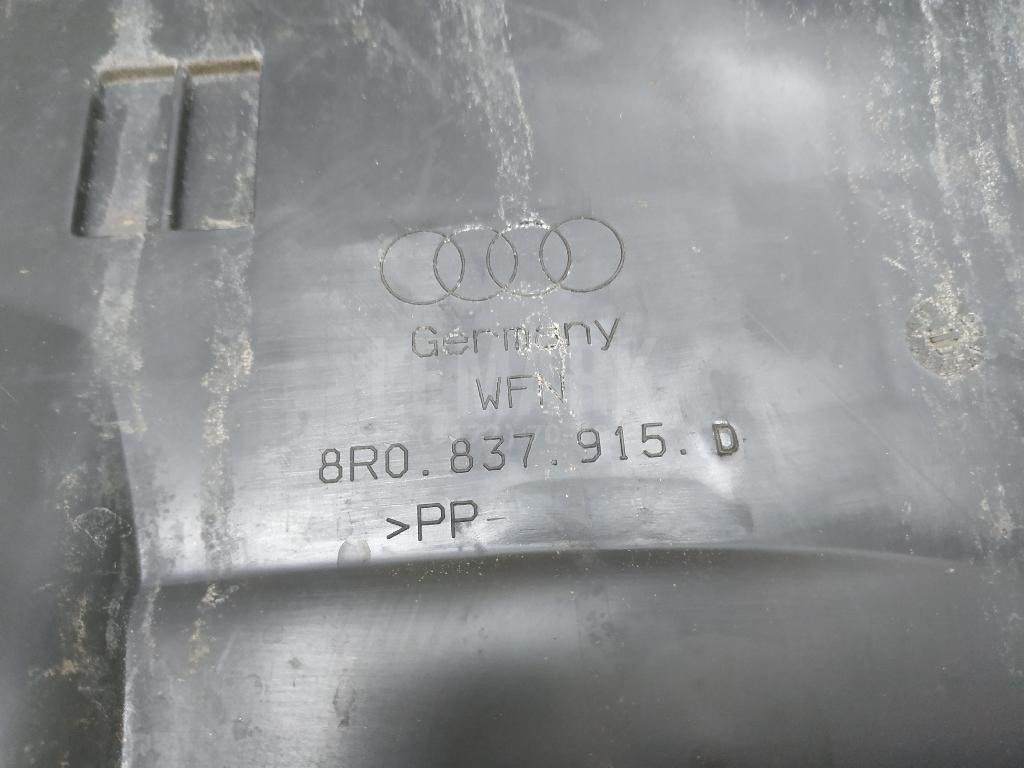 Germany
WFN
8R0.837.915.D
>PP-